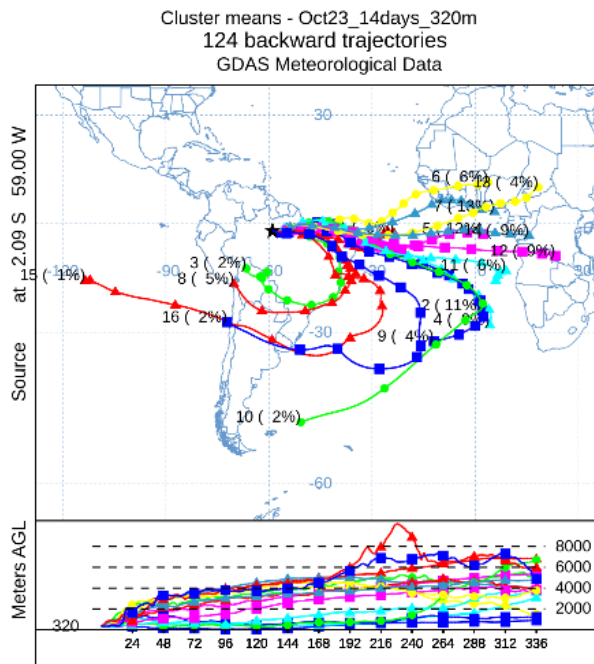 Cluster means - Oct23_14days_320m
124 backward trajectories
GDAS Meteorological Data
Source at 2.09 S 59.00 W
30
6 ( 6%)
13 ( 4%)
7 ( 13%)
5 ( 12%)
12 ( 9%)
11 ( 6%)
3 ( 2%)
15 ( 1%)
8 ( 5%)
2 ( 11%)
16 ( 2%)
-30
9 ( 4%)
10 ( 2%)
-60
Meters AGL
8000
6000
4000
2000
320
24 48 72 96 120 144 168 192 216 240 264 288 312 336